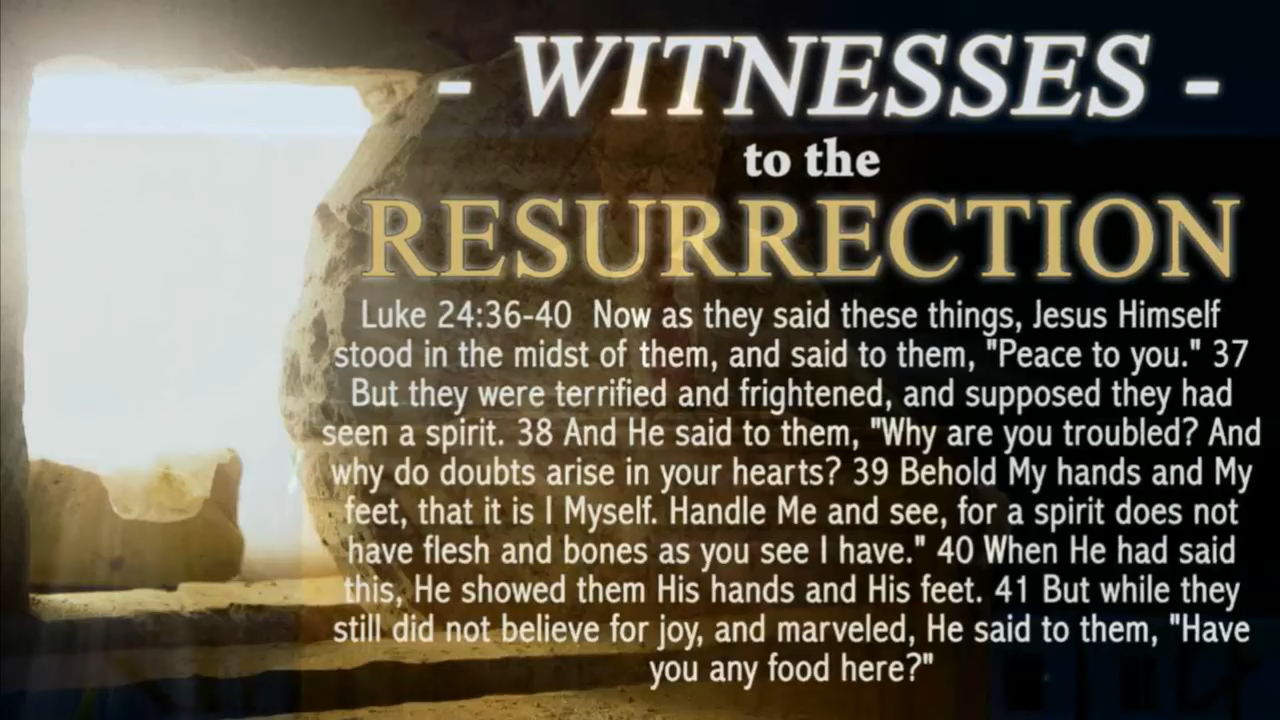 - WITNESSES -
to the
RESURRECTION
Luke 24:36-40  Now as they said these things, Jesus Himself
stood in the midst of them, and said to them, "Peace to you." 37
But they were terrified and frightened, and supposed they had
seen a spirit. 38 And He said to them, "Why are you troubled? And
why do doubts arise in your hearts? 39 Behold My hands and My
feet, that it is I Myself. Handle Me and see, for a spirit does not
have flesh and bones as you see I have." 40 When He had said
this, He showed them His hands and His feet. 41 But while they
still did not believe for joy, and marveled, He said to them, "Have
you any food here?"